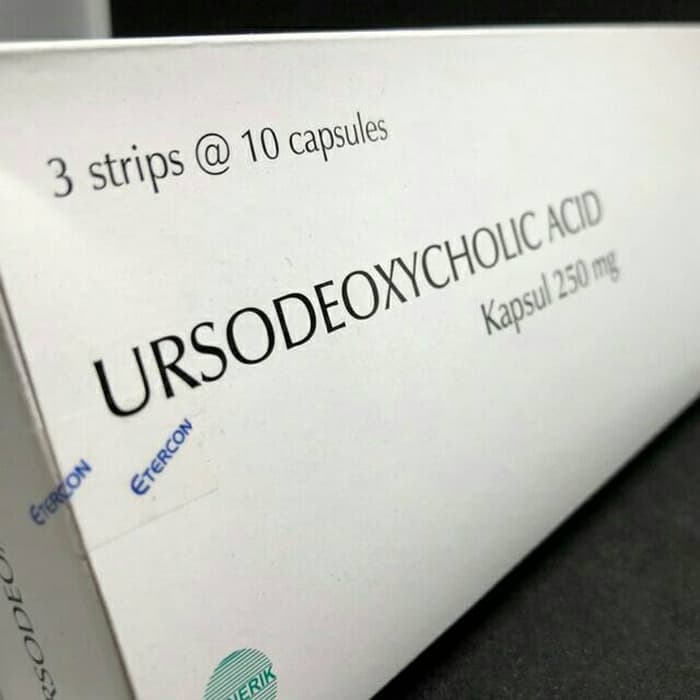 3 strips @ 10 capsules
URSODEOXYCHOLIC ACID
Kapsul 250 mg
ETERCON
ETERCON